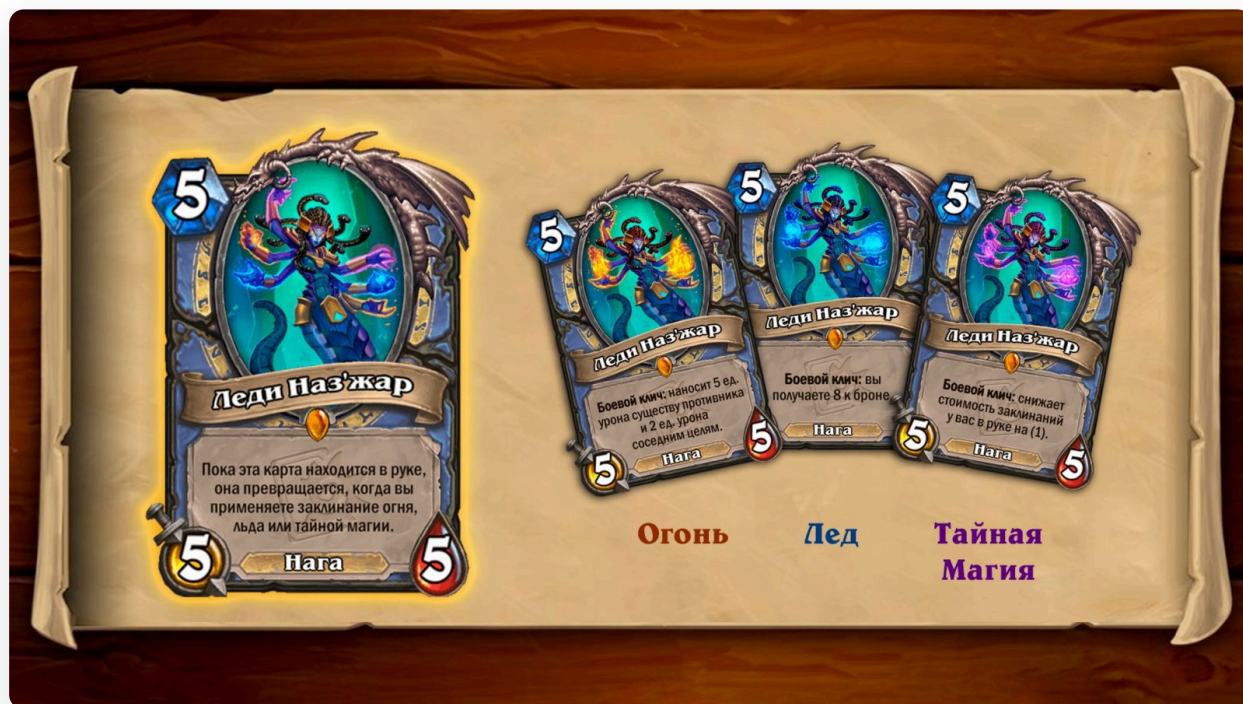 5
Леди Наз'жар
Пока эта карта находится в руке,
она превращается, когда вы
применяете заклинание огня,
льда или тайной магии.
5
Нага
5
5
Леди Наз'жар
Боевой клич: наносит 5 ед.
урона существу противника
и 2 ед. урона
соседним целям.
5
Нага
5
5
Леди Наз'жар
Боевой клич: вы
получаете 8 к броне
Нага
5
Леди Наз'жар
Боевой клич: снижает
стоимость заклинаний
у вас в руке на (1).
5
Нага
5
Огонь
Лед
Тайная
Магия